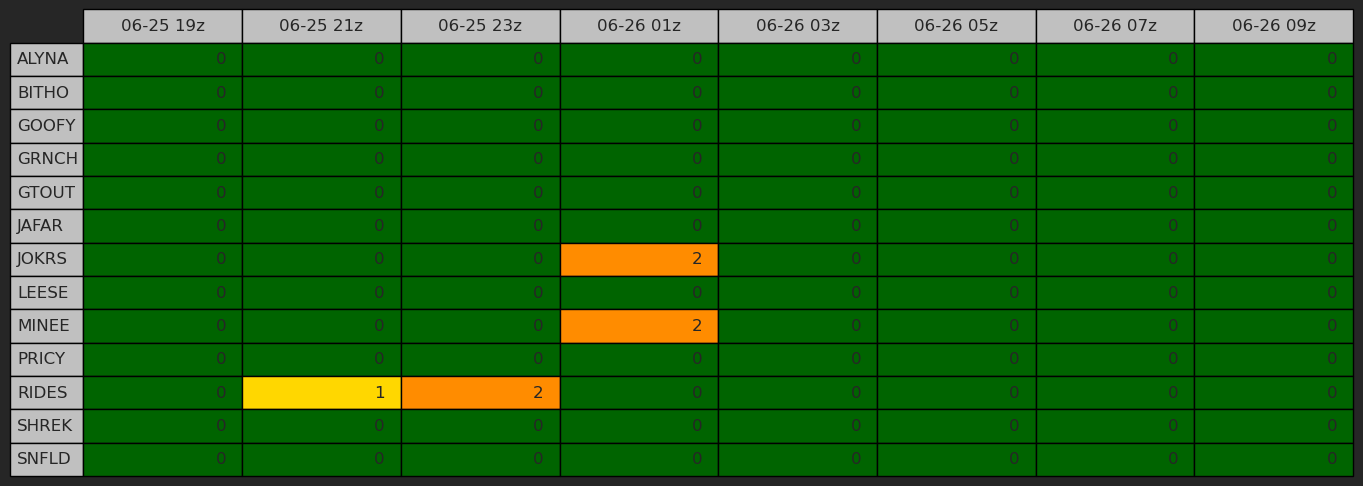 06-25 19z 06-25 21z 06-25 23z 06-26 01z 06-26 03z 06-26 05z 06-26 07z 06-26 09z
ALYNA 0 0 0 0 0 0 0 0
BITHO 0 0 0 0 0 0 0 0
GOOFY 0 0 0 0 0 0 0 0
GRNCH 0 0 0 0 0 0 0 0
GTOUT 0 0 0 0 0 0 0 0
JAFAR 0 0 0 0 0 0 0 0
JOKRS 0 0 0 2 0 0 0 0
LEESE 0 0 0 0 0 0 0 0
MINEE 0 0 0 2 0 0 0 0
PRICY 0 0 0 0 0 0 0 0
RIDES 0 1 2 0 0 0 0 0
SHREK 0 0 0 0 0 0 0 0
SNFLD 0 0 0 0 0 0 0 0